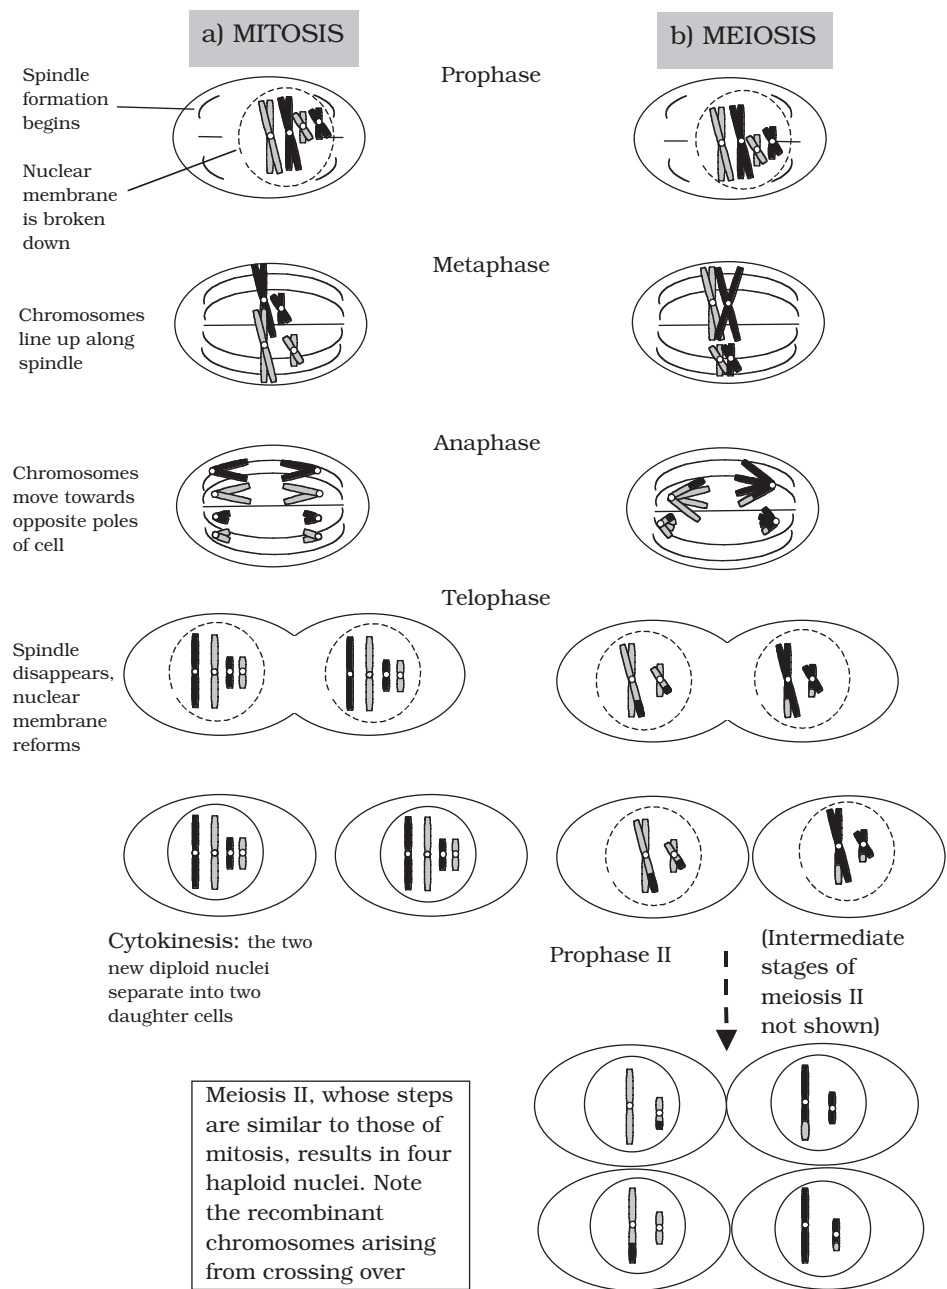 a) MITOSIS
b) MEIOSIS
Prophase
Spindle
formation
begins
Nuclear
membrane
is broken
down
Metaphase
Chromosomes
line up along
spindle
Anaphase
Chromosomes
move towards
opposite poles
of cell
Telophase
Spindle
disappears,
nuclear
membrane
reforms
Cytokinesis: the two
new diploid nuclei
separate into two
daughter cells
Prophase II
(Intermediate
stages of
meiosis II
not shown)
Meiosis II, whose steps
are similar to those of
mitosis, results in four
haploid nuclei. Note
the recombinant
chromosomes arising
from crossing over